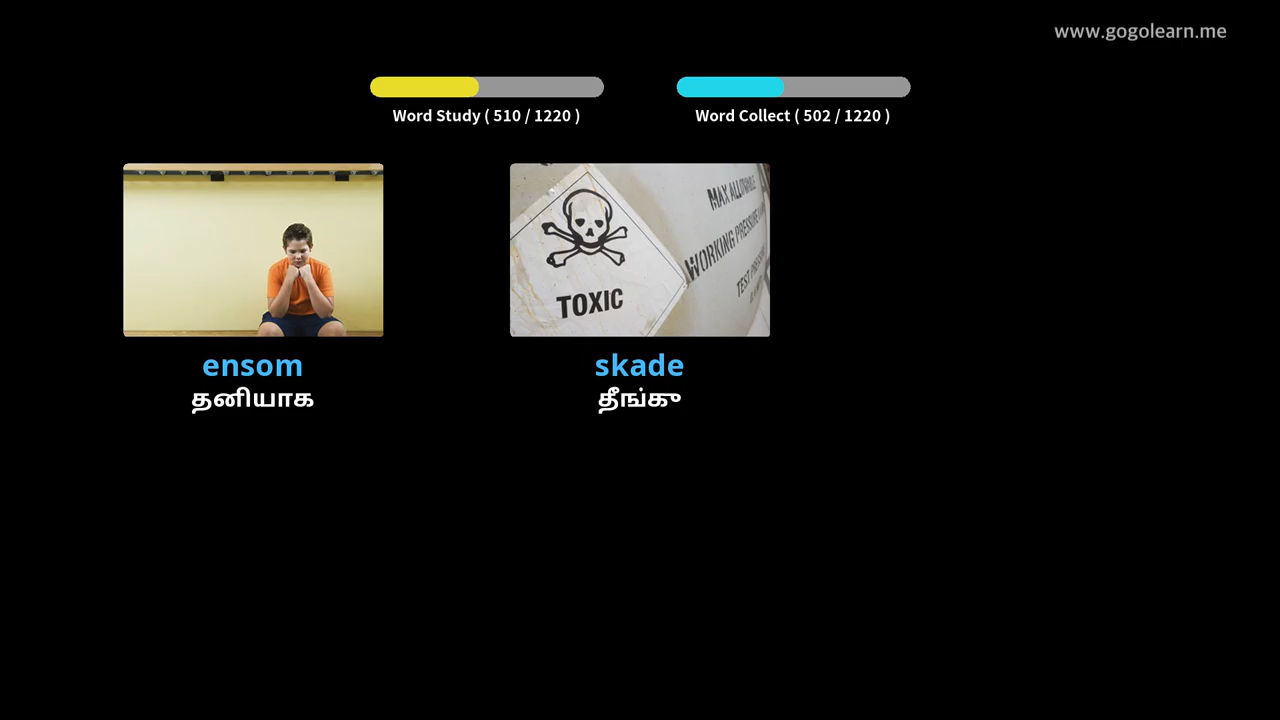 www.gogolearn.me
Word Study ( 510 / 1220 )
Word Collect ( 502 / 1220 )
TOXIC
MAX ALLOWABLE
WORKING PRESSURE
TEST
ensom
தனியாக
skade
தீங்கு